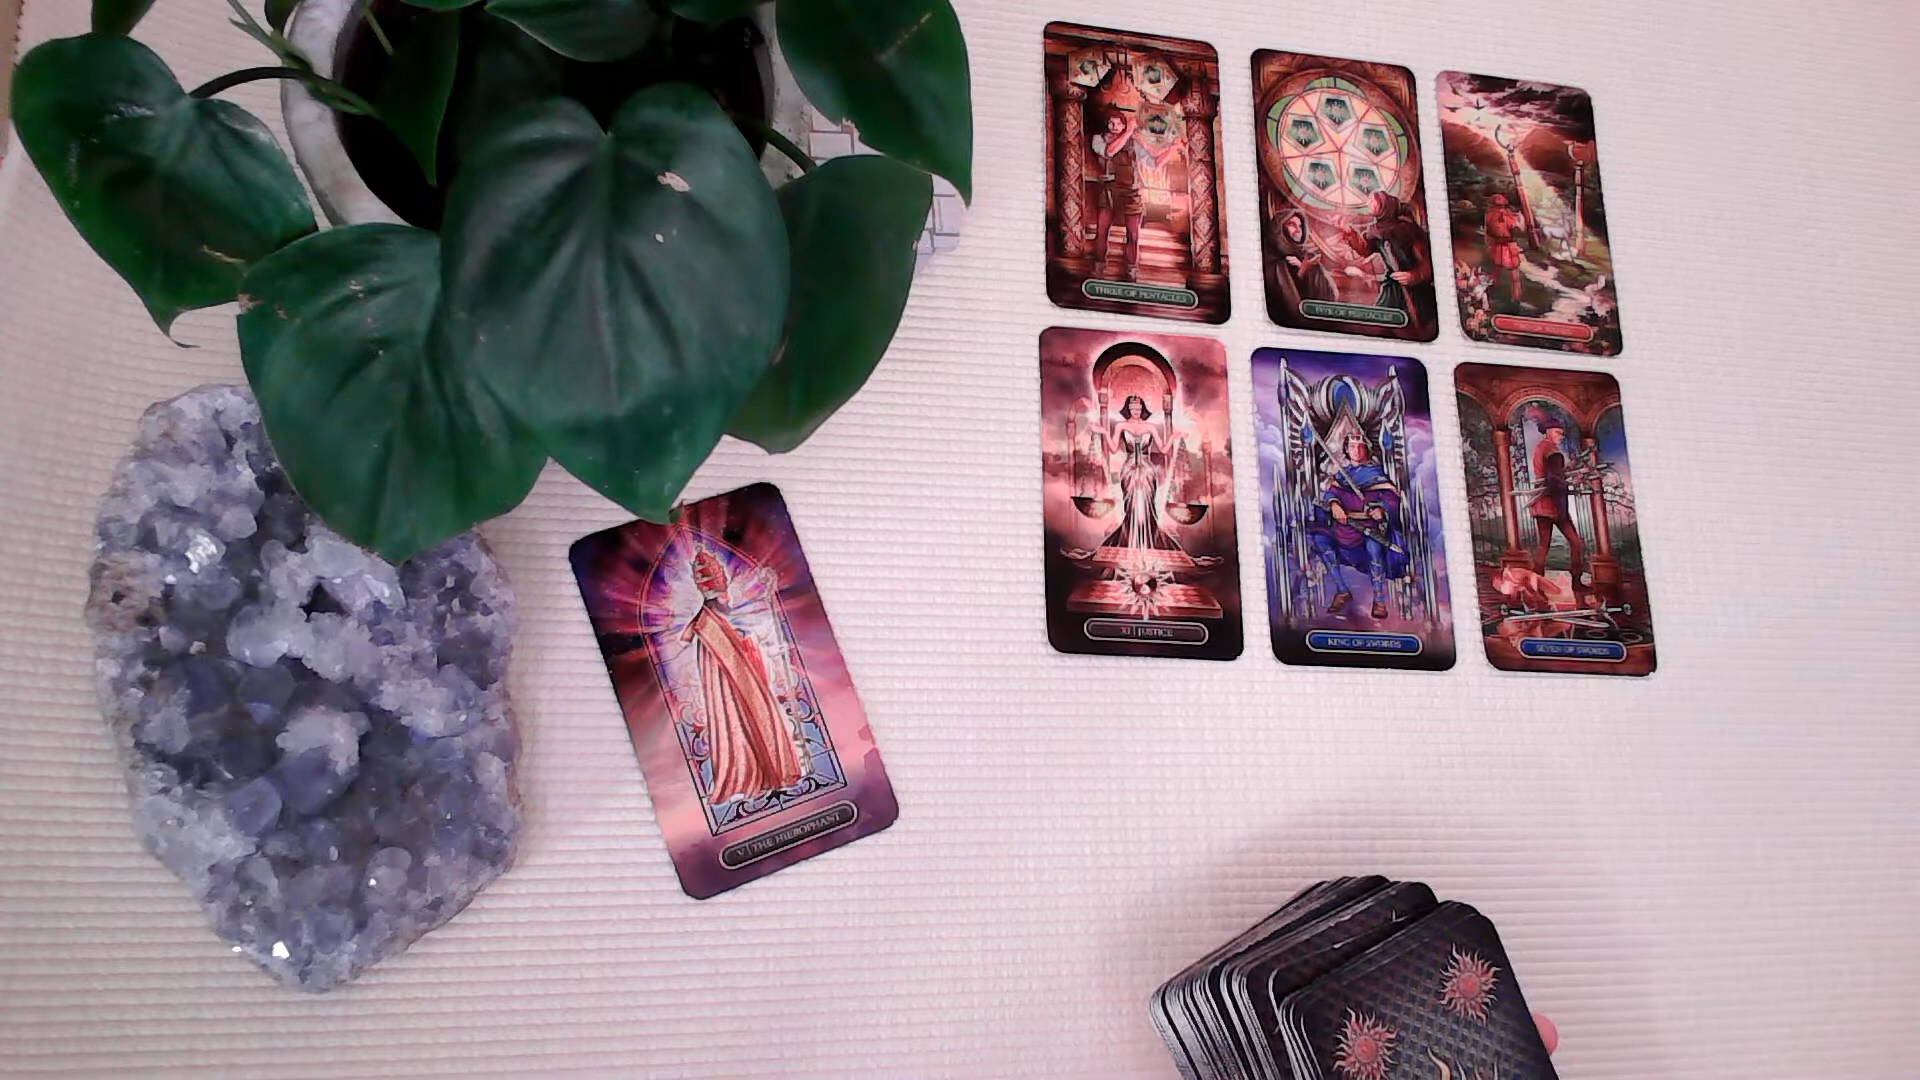 THREE OF PENTACLES
FIVE OF PENTACLES
XI | JUSTICE
KING OF SWORDS
SEVEN OF SWORDS
V | THE HIEROPHANT